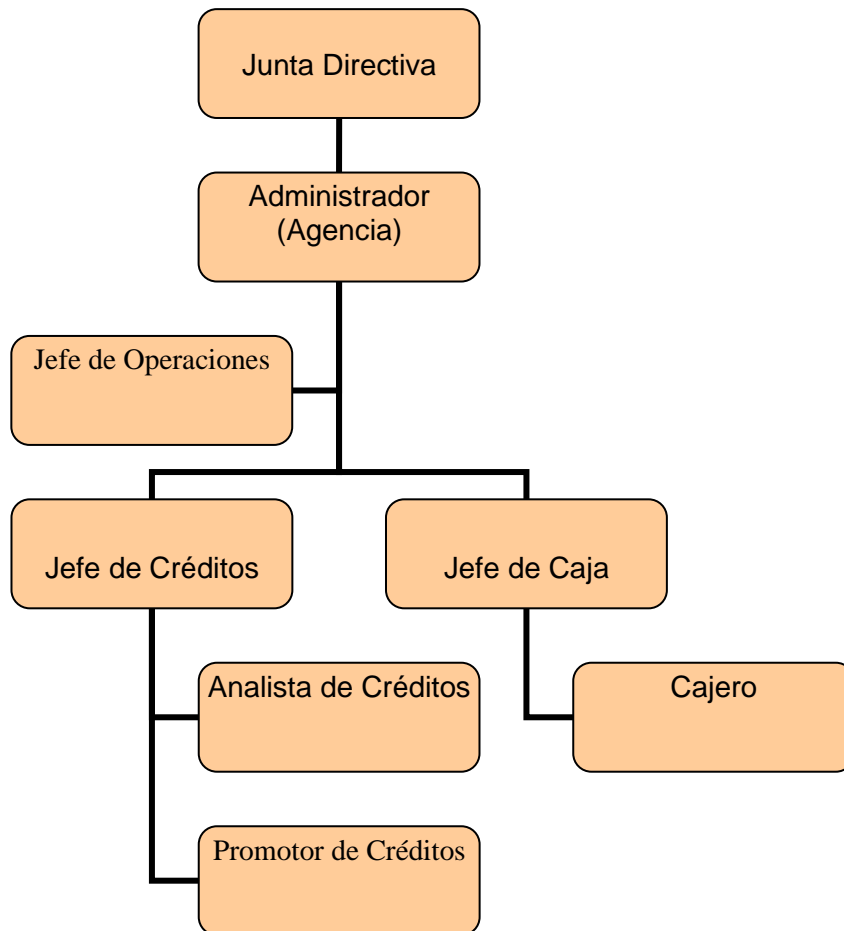 Junta Directiva
Administrador
(Agencia)
Jefe de Operaciones
Jefe de Créditos
Jefe de Caja
Analista de Créditos
Cajero
Promotor de Créditos